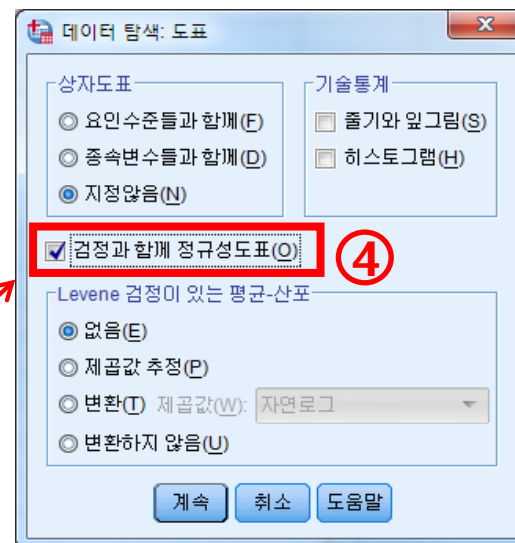 데이터 탐색: 도표
상자도표
요인수준들과 함께(F)
종속변수들과 함께(D)
지정않음(N)
기술통계
줄기와 잎그림(S)
히스토그램(H)
검정과 함께 정규성도표(O)
④
Levene 검정이 있는 평균-산포
없음(E)
제곱값 추정(P)
변환(T) 제곱값(W): 자연로그
변환하지 않음(U)
계속 취소 도움말